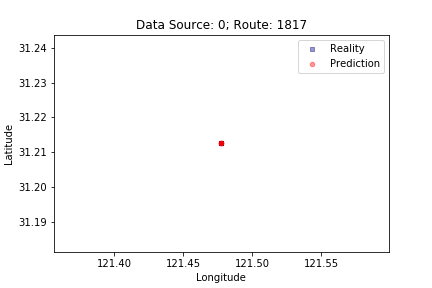 Data Source: 0; Route: 1817
Reality
Prediction
31.24
31.23
31.22
31.21
31.20
31.19
Latitude
121.40 121.45 121.50 121.55
Longitude